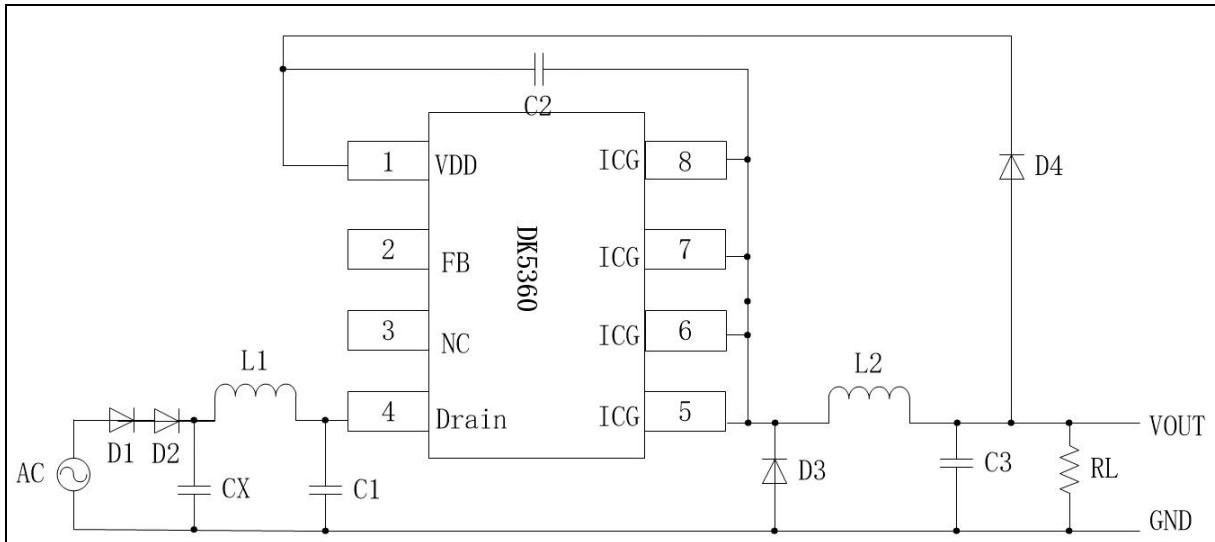 C2
1 VDD ICG 8
D4
2 FB ICG 7
DK5360
3 NC ICG 6
L1 L2
4 Drain ICG 5
VOUT
D1 D2
AC CX C1 D3 C3 RL
GND